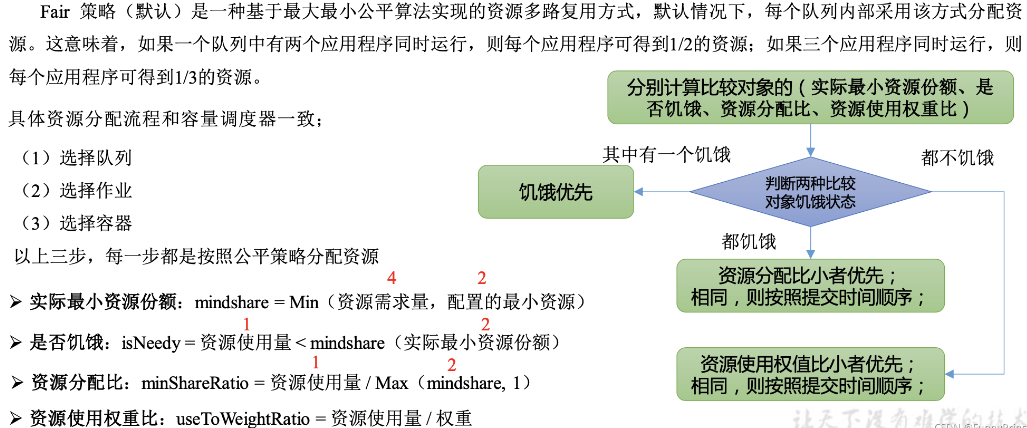 Fair 策略（默认）是一种基于最大最小公平算法实现的资源多路复用方式，默认情况下，每个队列内部采用该方式分配资
源。这意味着，如果一个队列中有两个应用程序同时运行，则每个应用程序可得到1/2的资源；如果三个应用程序同时运行，则
每个应用程序可得到1/3的资源。
具体资源分配流程和容量调度器一致；
（1）选择队列
（2）选择作业
（3）选择容器
以上三步，每一步都是按照公平策略分配资源
4 2
➢ 实际最小资源份额：mindshare = Min（资源需求量，配置的最小资源）
1 2
➢ 是否饥饿：isNeedy = 资源使用量 < mindshare（实际最小资源份额）
1 2
➢ 资源分配比：minShareRatio = 资源使用量 / Max（mindshare, 1）
➢ 资源使用权重比：useToWeightRatio = 资源使用量 / 权重
分别计算比较对象的（实际最小资源份额、是
否饥饿、资源分配比、资源使用权重比）
其中有一个饥饿
都不饥饿
饥饿优先
判断两种比较
对象饥饿状态
都饥饿
资源分配比小者优先；
相同，则按照提交时间顺序；
资源使用权值比小者优先；
相同，则按照提交时间顺序；
让天下没有难学的技术